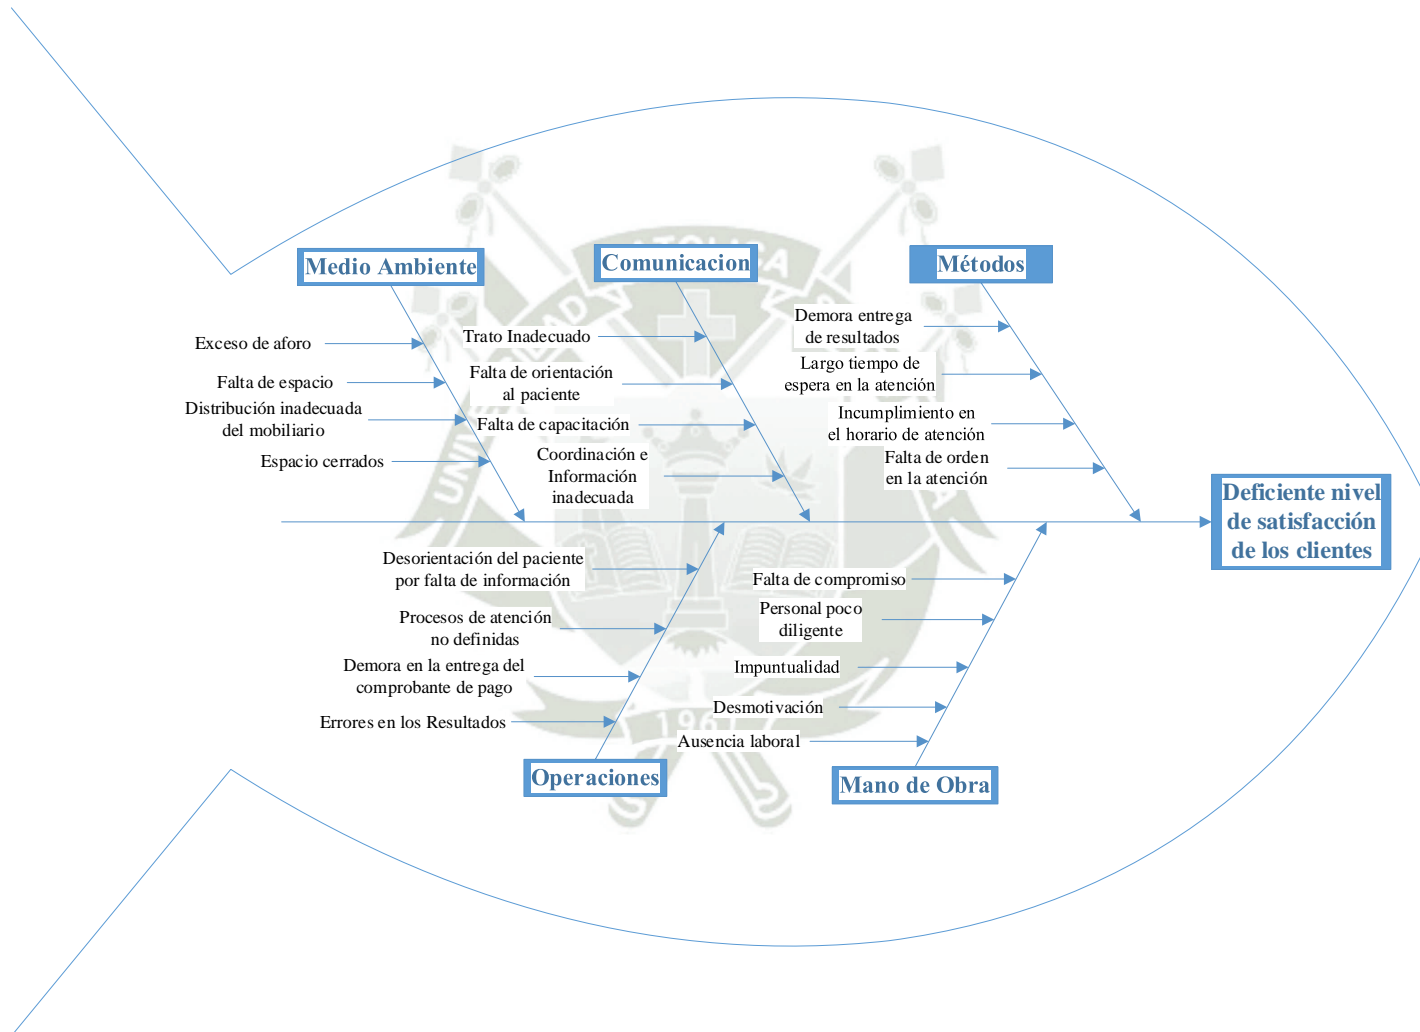 Medio Ambiente
Comunicacion
Métodos
Exceso de aforo
Falta de espacio
Distribución inadecuada
del mobiliario
Espacio cerrados
Trato Inadecuado
Falta de orientación
al paciente
Falta de capacitación
Coordinación e
Información
inadecuada
Demora entrega
de resultados
Largo tiempo de
espera en la atención
Incumplimiento en
el horario de atención
Falta de orden
en la atención
Deficiente nivel
de satisfacción
de los clientes
Desorientación del paciente
por falta de información
Procesos de atención
no definidas
Demora en la entrega del
comprobante de pago
Errores en los Resultados
Falta de compromiso
Personal poco
diligente
Impuntualidad
Desmotivación
Ausencia laboral
Operaciones
Mano de Obra